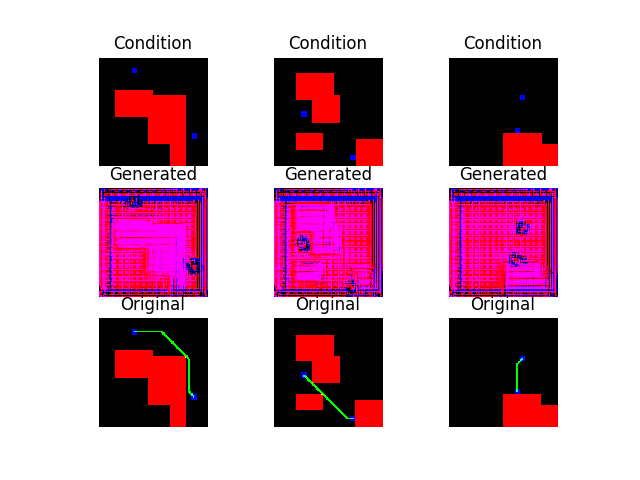 Condition Condition Condition
Generated Generated Generated
Original Original Original